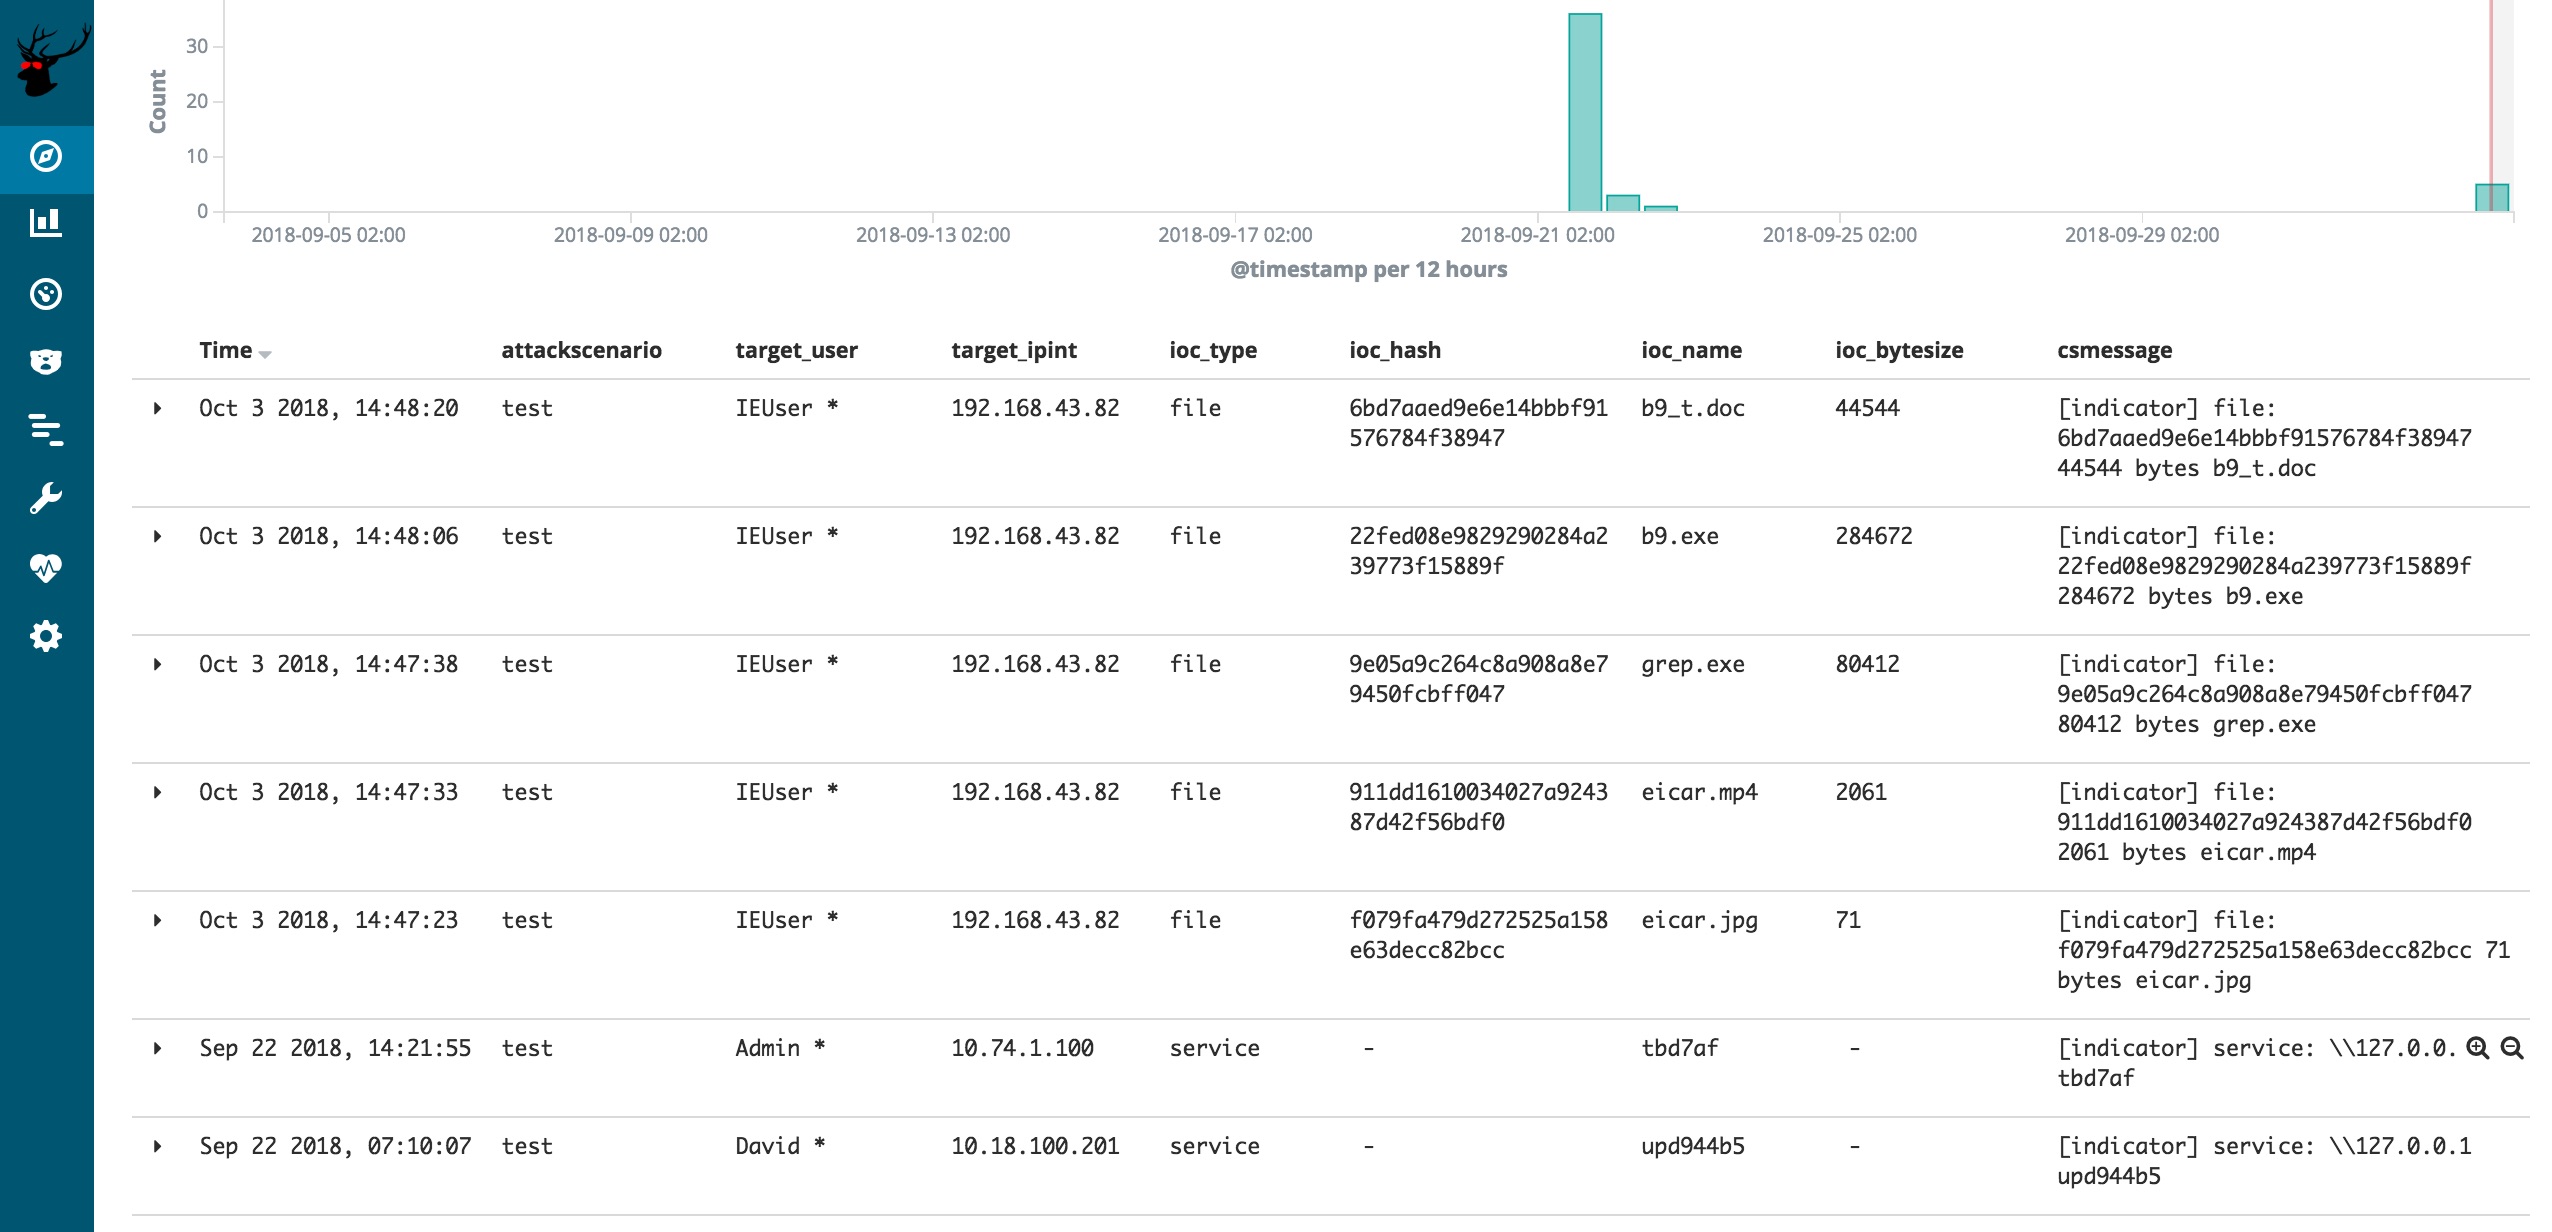 30
20
10
0
Count
2018-09-05 02:00 2018-09-09 02:00 2018-09-13 02:00 2018-09-17 02:00 2018-09-21 02:00 2018-09-25 02:00 2018-09-29 02:00
@timestamp per 12 hours
Time attackscenario target_user target_ipint ioc_type ioc_hash ioc_name ioc_bytesize csmessage
Oct 3 2018, 14:48:20 test IEUser * 192.168.43.82 file 6bd7aaed9e6e14bbbf91 b9_t.doc 44544 [indicator] file:
576784f38947 6bd7aaed9e6e14bbbf91576784f38947
44544 bytes b9_t.doc
Oct 3 2018, 14:48:06 test IEUser * 192.168.43.82 file 22fed08e9829290284a2 b9.exe 284672 [indicator] file:
39773f15889f 22fed08e9829290284a239773f15889f
284672 bytes b9.exe
Oct 3 2018, 14:47:38 test IEUser * 192.168.43.82 file 9e05a9c264c8a908a8e7 grep.exe 80412 [indicator] file:
9450fcbff047 9e05a9c264c8a908a8e79450fcbff047
80412 bytes grep.exe
Oct 3 2018, 14:47:33 test IEUser * 192.168.43.82 file 911dd1610034027a9243 eicar.mp4 2061 [indicator] file:
87d42f56bdf0 911dd1610034027a924387d42f56bdf0
2061 bytes eicar.mp4
Oct 3 2018, 14:47:23 test IEUser * 192.168.43.82 file f079fa479d272525a158 eicar.jpg 71 [indicator] file:
e63decc82bcc f079fa479d272525a158e63decc82bcc 71
bytes eicar.jpg
Sep 22 2018, 14:21:55 test Admin * 10.74.1.100 service - tbd7af - [indicator] service: \\127.0.0.
tbd7af
Sep 22 2018, 07:10:07 test David * 10.18.100.201 service - upd944b5 - [indicator] service: \\127.0.0.1
upd944b5